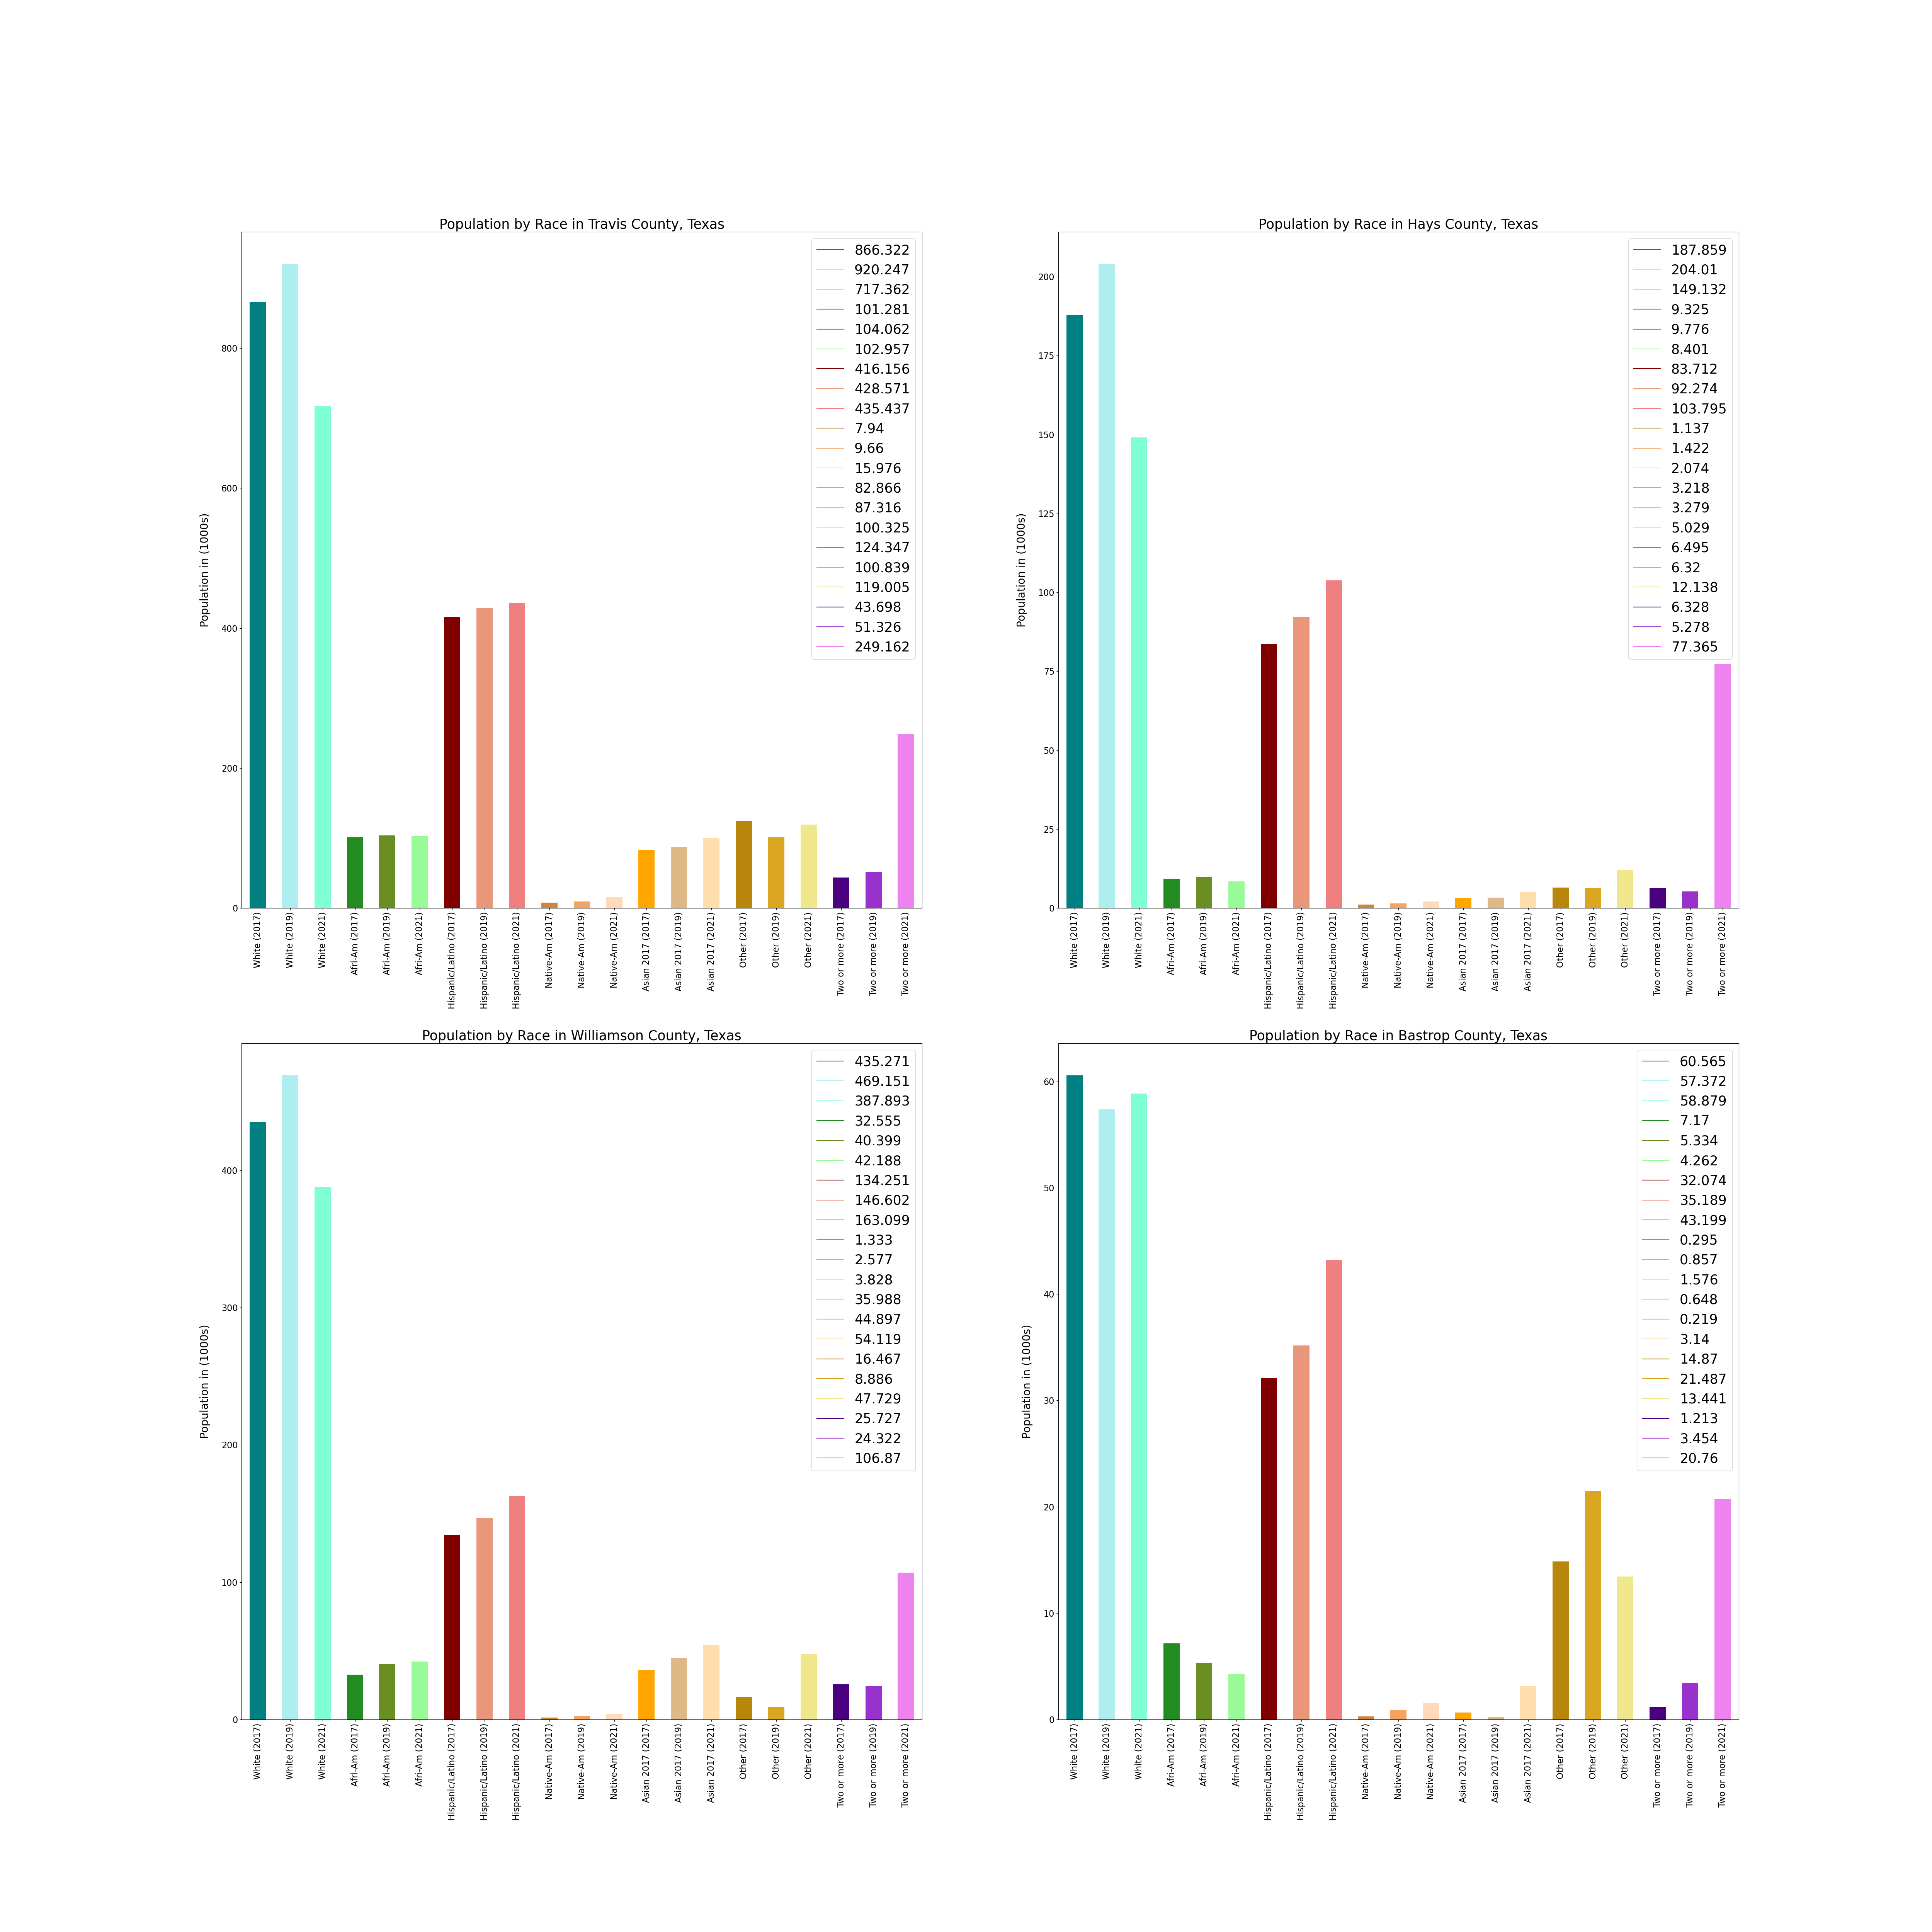 Population by Race in Travis County, Texas
Population in (1000s)
800
600
400
200
0
866.322
920.247
717.362
101.281
104.062
102.957
416.156
428.571
435.437
7.94
9.66
15.976
82.866
87.316
100.325
124.347
100.839
119.005
43.698
51.326
249.162
White (2017)
White (2019)
White (2021)
Afri-Am (2017)
Afri-Am (2019)
Afri-Am (2021)
Hispanic/Latino (2017)
Hispanic/Latino (2019)
Hispanic/Latino (2021)
Native-Am (2017)
Native-Am (2019)
Native-Am (2021)
Asian 2017 (2017)
Asian 2017 (2019)
Asian 2017 (2021)
Other (2017)
Other (2019)
Other (2021)
Two or more (2017)
Two or more (2019)
Two or more (2021)
Population by Race in Hays County, Texas
Population in (1000s)
200
175
150
125
100
75
50
25
0
187.859
204.01
149.132
9.325
9.776
8.401
83.712
92.274
103.795
1.137
1.422
2.074
3.218
3.279
5.029
6.495
6.32
12.138
6.328
5.278
77.365
White (2017)
White (2019)
White (2021)
Afri-Am (2017)
Afri-Am (2019)
Afri-Am (2021)
Hispanic/Latino (2017)
Hispanic/Latino (2019)
Hispanic/Latino (2021)
Native-Am (2017)
Native-Am (2019)
Native-Am (2021)
Asian 2017 (2017)
Asian 2017 (2019)
Asian 2017 (2021)
Other (2017)
Other (2019)
Other (2021)
Two or more (2017)
Two or more (2019)
Two or more (2021)
Population by Race in Williamson County, Texas
Population in (1000s)
400
300
200
100
0
435.271
469.151
387.893
32.555
40.399
42.188
134.251
146.602
163.099
1.333
2.577
3.828
35.988
44.897
54.119
16.467
8.886
47.729
25.727
24.322
106.87
White (2017)
White (2019)
White (2021)
Afri-Am (2017)
Afri-Am (2019)
Afri-Am (2021)
Hispanic/Latino (2017)
Hispanic/Latino (2019)
Hispanic/Latino (2021)
Native-Am (2017)
Native-Am (2019)
Native-Am (2021)
Asian 2017 (2017)
Asian 2017 (2019)
Asian 2017 (2021)
Other (2017)
Other (2019)
Other (2021)
Two or more (2017)
Two or more (2019)
Two or more (2021)
Population by Race in Bastrop County, Texas
Population in (1000s)
60
50
40
30
20
10
0
60.565
57.372
58.879
7.17
5.334
4.262
32.074
35.189
43.199
0.295
0.857
1.576
0.648
0.219
3.14
14.87
21.487
13.441
1.213
3.454
20.76
White (2017)
White (2019)
White (2021)
Afri-Am (2017)
Afri-Am (2019)
Afri-Am (2021)
Hispanic/Latino (2017)
Hispanic/Latino (2019)
Hispanic/Latino (2021)
Native-Am (2017)
Native-Am (2019)
Native-Am (2021)
Asian 2017 (2017)
Asian 2017 (2019)
Asian 2017 (2021)
Other (2017)
Other (2019)
Other (2021)
Two or more (2017)
Two or more (2019)
Two or more (2021)